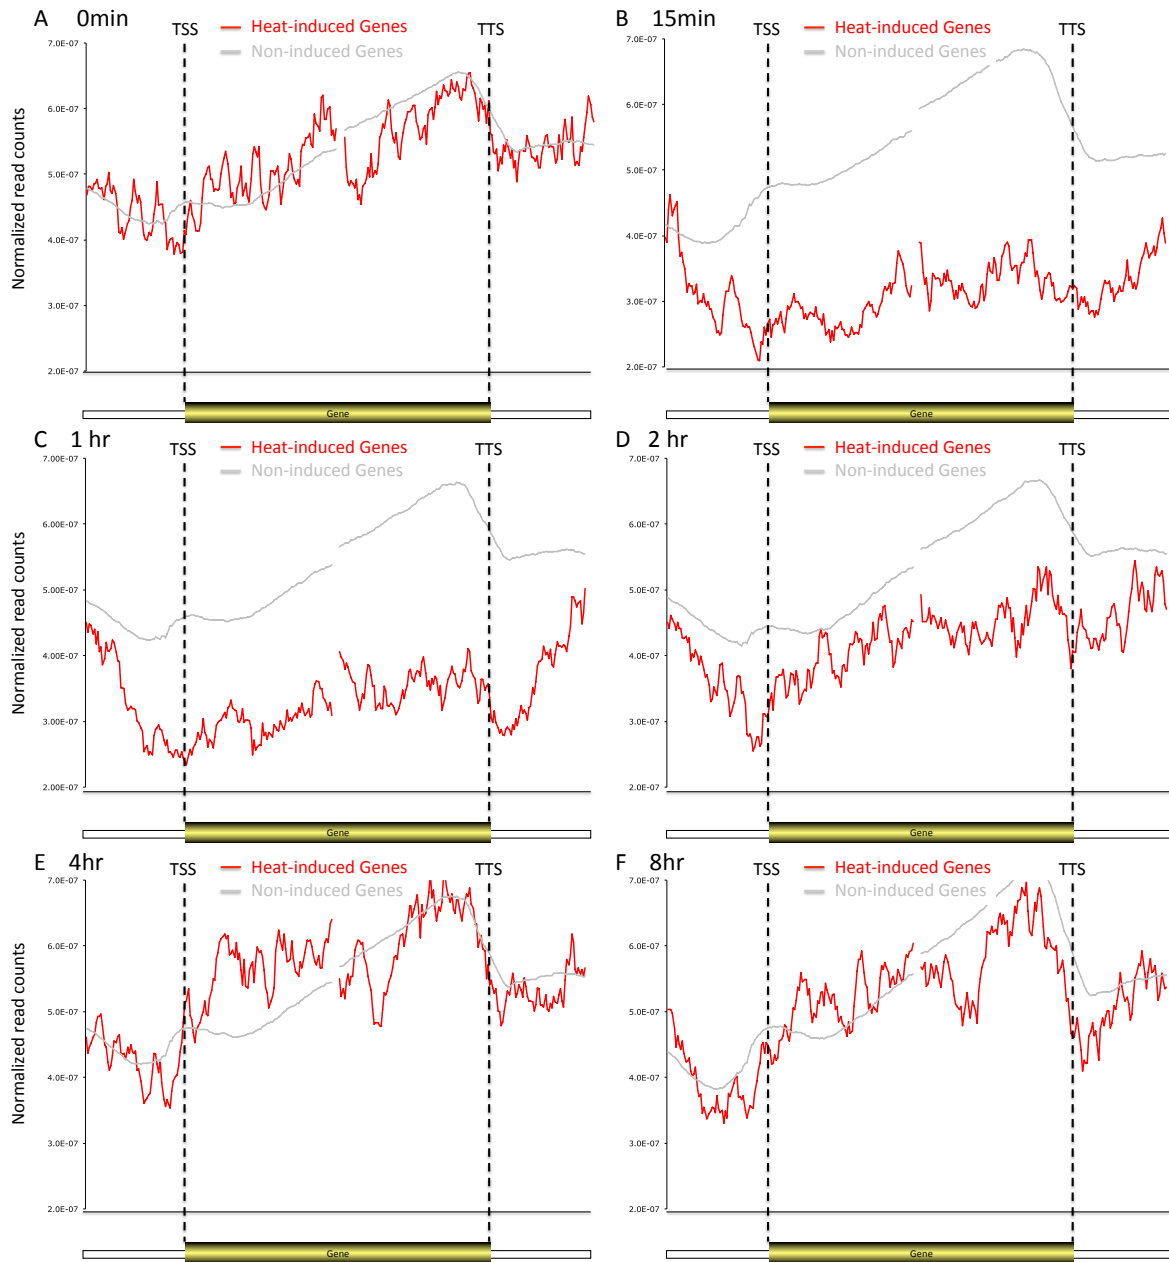 A 0min
TSS
Heat-induced Genes
Non-induced Genes
TTS
7.0E-07
6.0E-07
5.0E-07
4.0E-07
3.0E-07
2.0E-07
Normalized read counts
Gene
B 15min
TSS
Heat-induced Genes
Non-induced Genes
TTS
7.0E-07
6.0E-07
5.0E-07
4.0E-07
3.0E-07
2.0E-07
Gene
C 1 hr
TSS
Heat-induced Genes
Non-induced Genes
TTS
7.00E-07
6.00E-07
5.00E-07
4.00E-07
3.00E-07
2.00E-07
Normalized read counts
Gene
D 2 hr
TSS
Heat-induced Genes
Non-induced Genes
TTS
7.00E-07
6.00E-07
5.00E-07
4.00E-07
3.00E-07
2.00E-07
Gene
E 4hr
TSS
Heat-induced Genes
Non-induced Genes
TTS
7.0E-07
6.0E-07
5.0E-07
4.0E-07
3.0E-07
2.0E-07
Normalized read counts
Gene
F 8hr
TSS
Heat-induced Genes
Non-induced Genes
TTS
7.0E-07
6.0E-07
5.0E-07
4.0E-07
3.0E-07
2.0E-07
Gene